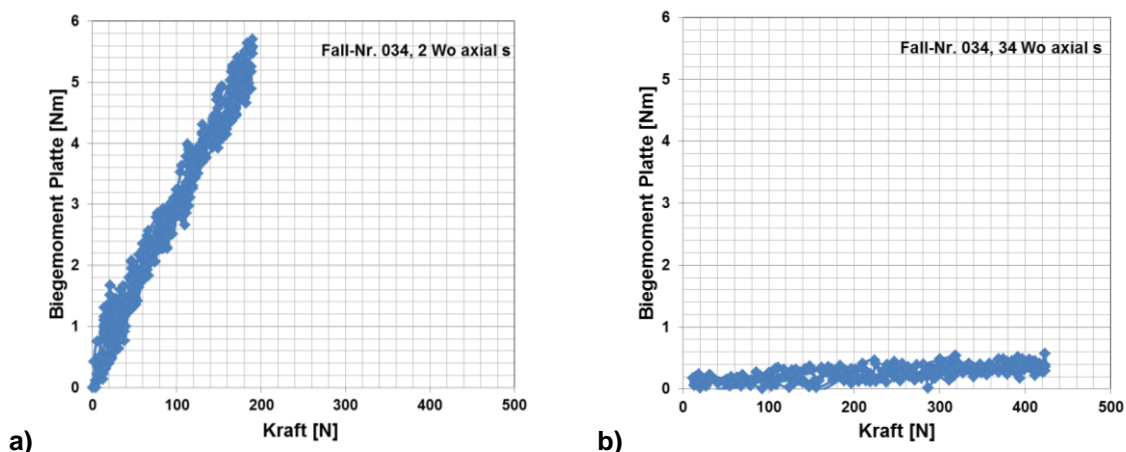 6
5
4
3
2
1
0
Biegemoment Platte [Nm]
Fall-Nr. 034, 2 Wo axial s
0 100 200 300 400 500
Kraft [N]
a)
6
5
4
3
2
1
0
Biegemoment Platte [Nm]
Fall-Nr. 034, 34 Wo axial s
0 100 200 300 400 500
Kraft [N]
b)